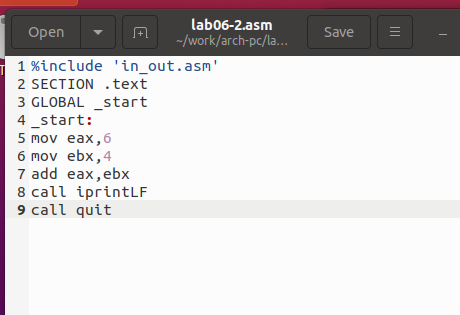 lab06-2.asm
Open
~/work/arch-pc/la...
Save
1 %include 'in_out.asm'
2 SECTION .text
3 GLOBAL _start
4 _start:
5 mov eax,6
6 mov ebx,4
7 add eax,ebx
8 call iprintLF
9 call quit